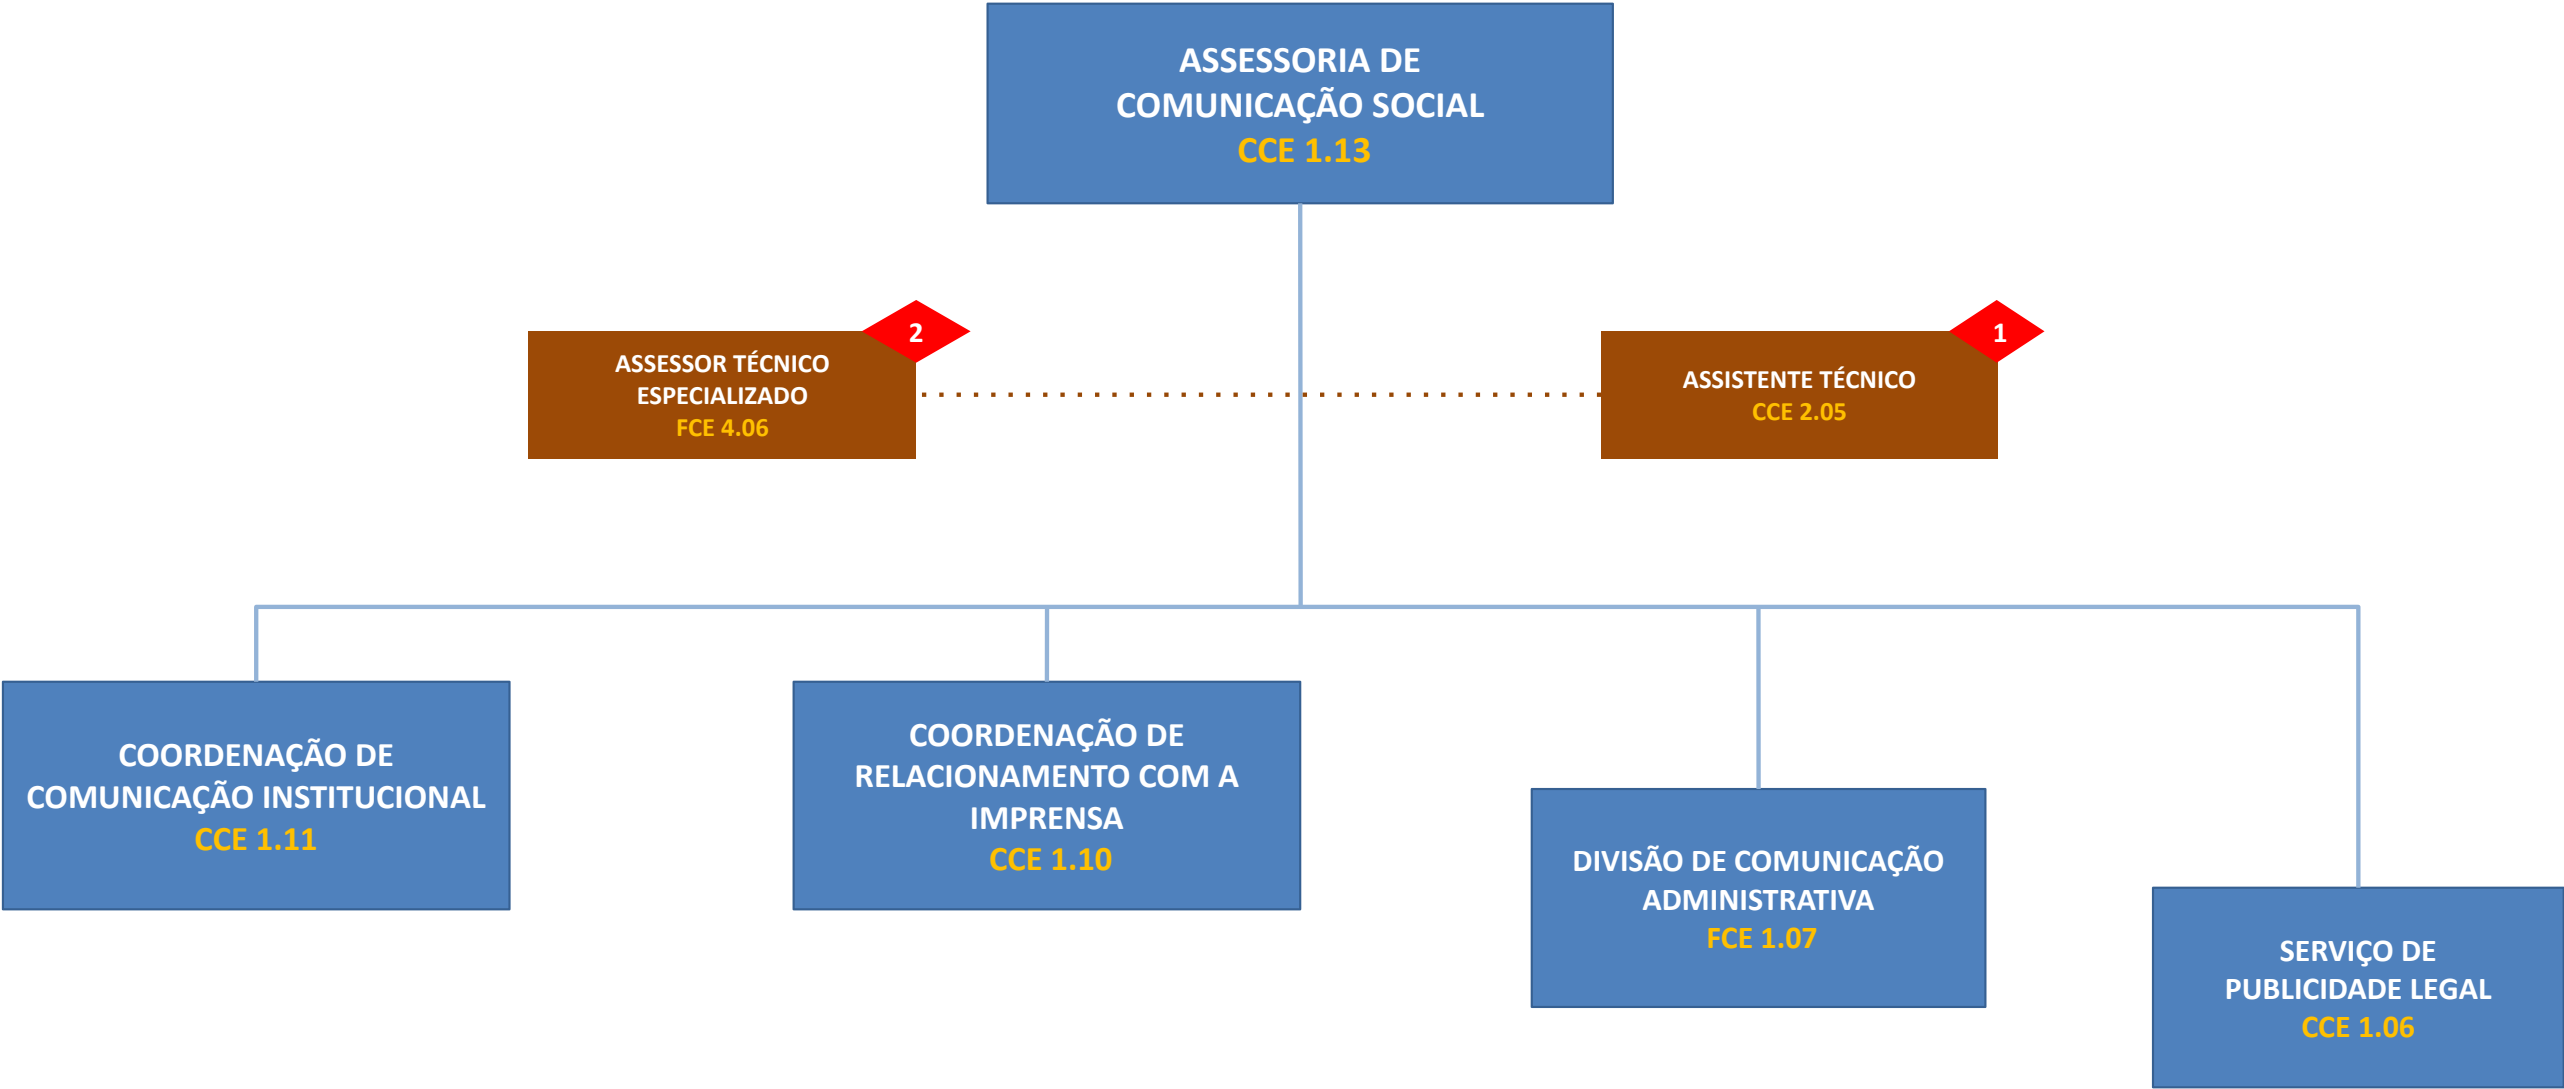 ASSESSORIA DE
COMUNICAÇÃO SOCIAL
CCE 1.13
2
ASSESSOR TÉCNICO
ESPECIALIZADO
FCE 4.06
1
ASSISTENTE TÉCNICO
CCE 2.05
COORDENAÇÃO DE
COMUNICAÇÃO INSTITUCIONAL
CCE 1.11
COORDENAÇÃO DE
RELACIONAMENTO COM A
IMPRENSA
CCE 1.10
DIVISÃO DE COMUNICAÇÃO
ADMINISTRATIVA
FCE 1.07
SERVIÇO DE
PUBLICIDADE LEGAL
CCE 1.06